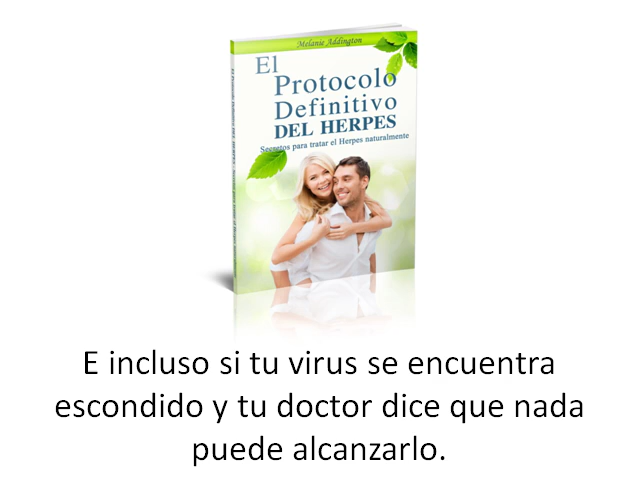 Melanie Addington
El
Protocolo
Definitivo
DEL HERPES
Secretos para tratar el Herpes naturalmente
E incluso si tu virus se encuentra
escondido y tu doctor dice que nada
puede alcanzarlo.